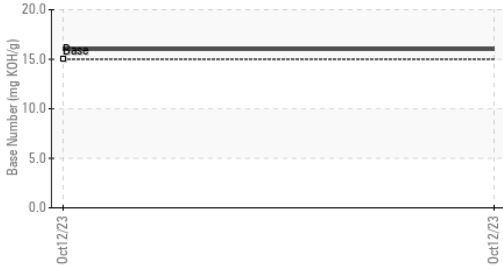 20.0
Base
15.0
10.0
5.0
0.0
Base Number (mg KOH/g)
Oct12/23
Oct12/23